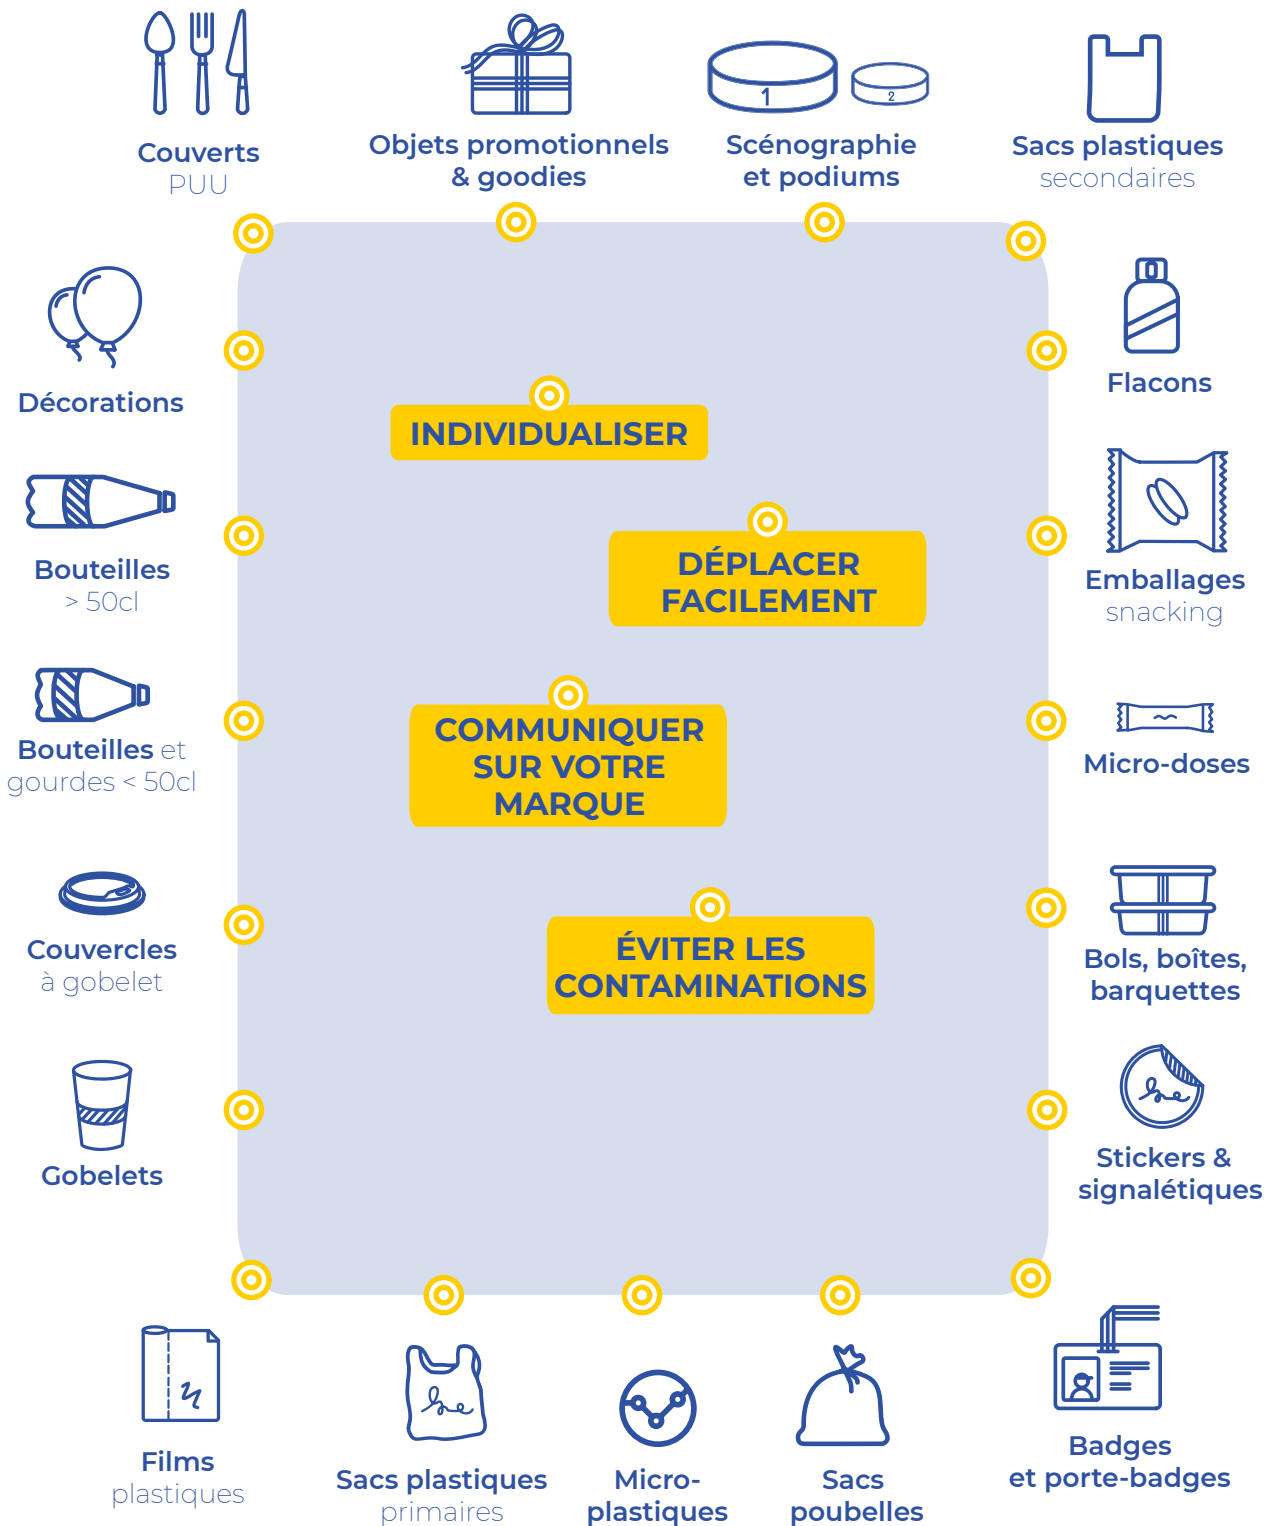 Couverts
PUU
Objets promotionnels
& goodies
1
2
Scénographie
et podiums
Sacs plastiques
secondaires
Décorations
Flacons
INDIVIDUALISER
Bouteilles
> 50cl
DÉPLACER
FACILEMENT
Emballages
snacking
Bouteilles et
gourdes < 50cl
COMMUNIQUER
SUR VOTRE
MARQUE
Micro-doses
Couvercles
à gobelet
ÉVITER LES
CONTAMINATIONS
Bols, boîtes,
barquettes
Gobelets
Stickers &
signalétiques
Films
plastiques
Sacs plastiques
primaires
Micro-
plastiques
Sacs
poubelles
Badges
et porte-badges